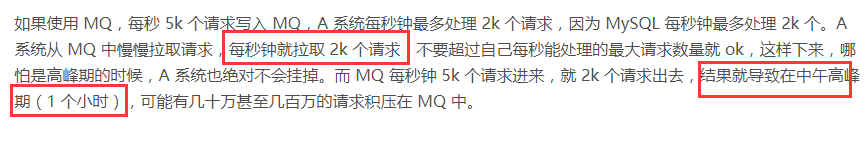 如果使用 MQ，每秒 5k 个请求写入 MQ，A 系统每秒钟最多处理 2k 个请求，因为 MySQL 每秒钟最多处理 2k 个。A
系统从 MQ 中慢慢拉取请求，每秒钟就拉取 2k 个请求，不要超过自己每秒能处理的最大请求数量就 ok，这样下来，哪
怕是高峰期的时候，A 系统也绝对不会挂掉。而 MQ 每秒钟 5k 个请求进来，就 2k 个请求出去，结果就导致在中午高峰
期（1 个小时），可能有几十万甚至几百万的请求积压在 MQ 中。